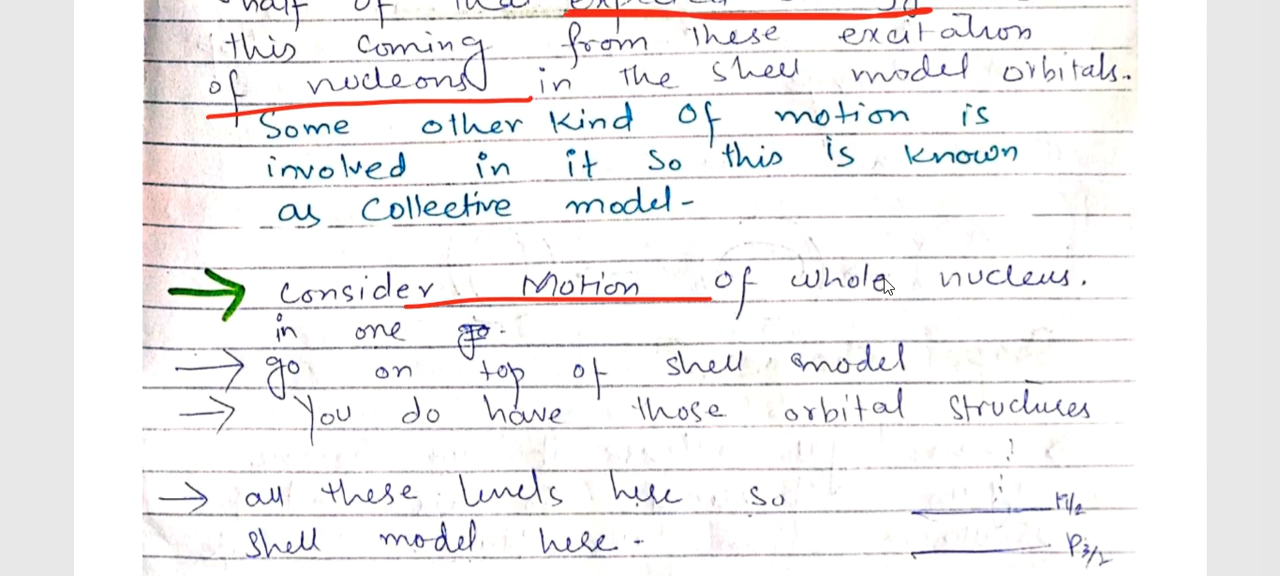 half of
this coming from these excitation
of nucleons in the shell model orbitals.
Some other kind of motion is
involved in it so this is known
as Collective model-
→ Consider Motion of whole nucleus.
in one go.
→ go on top of shell model
→ You do have those orbital structures
→ all these levels here so
shell model here-
P3/2